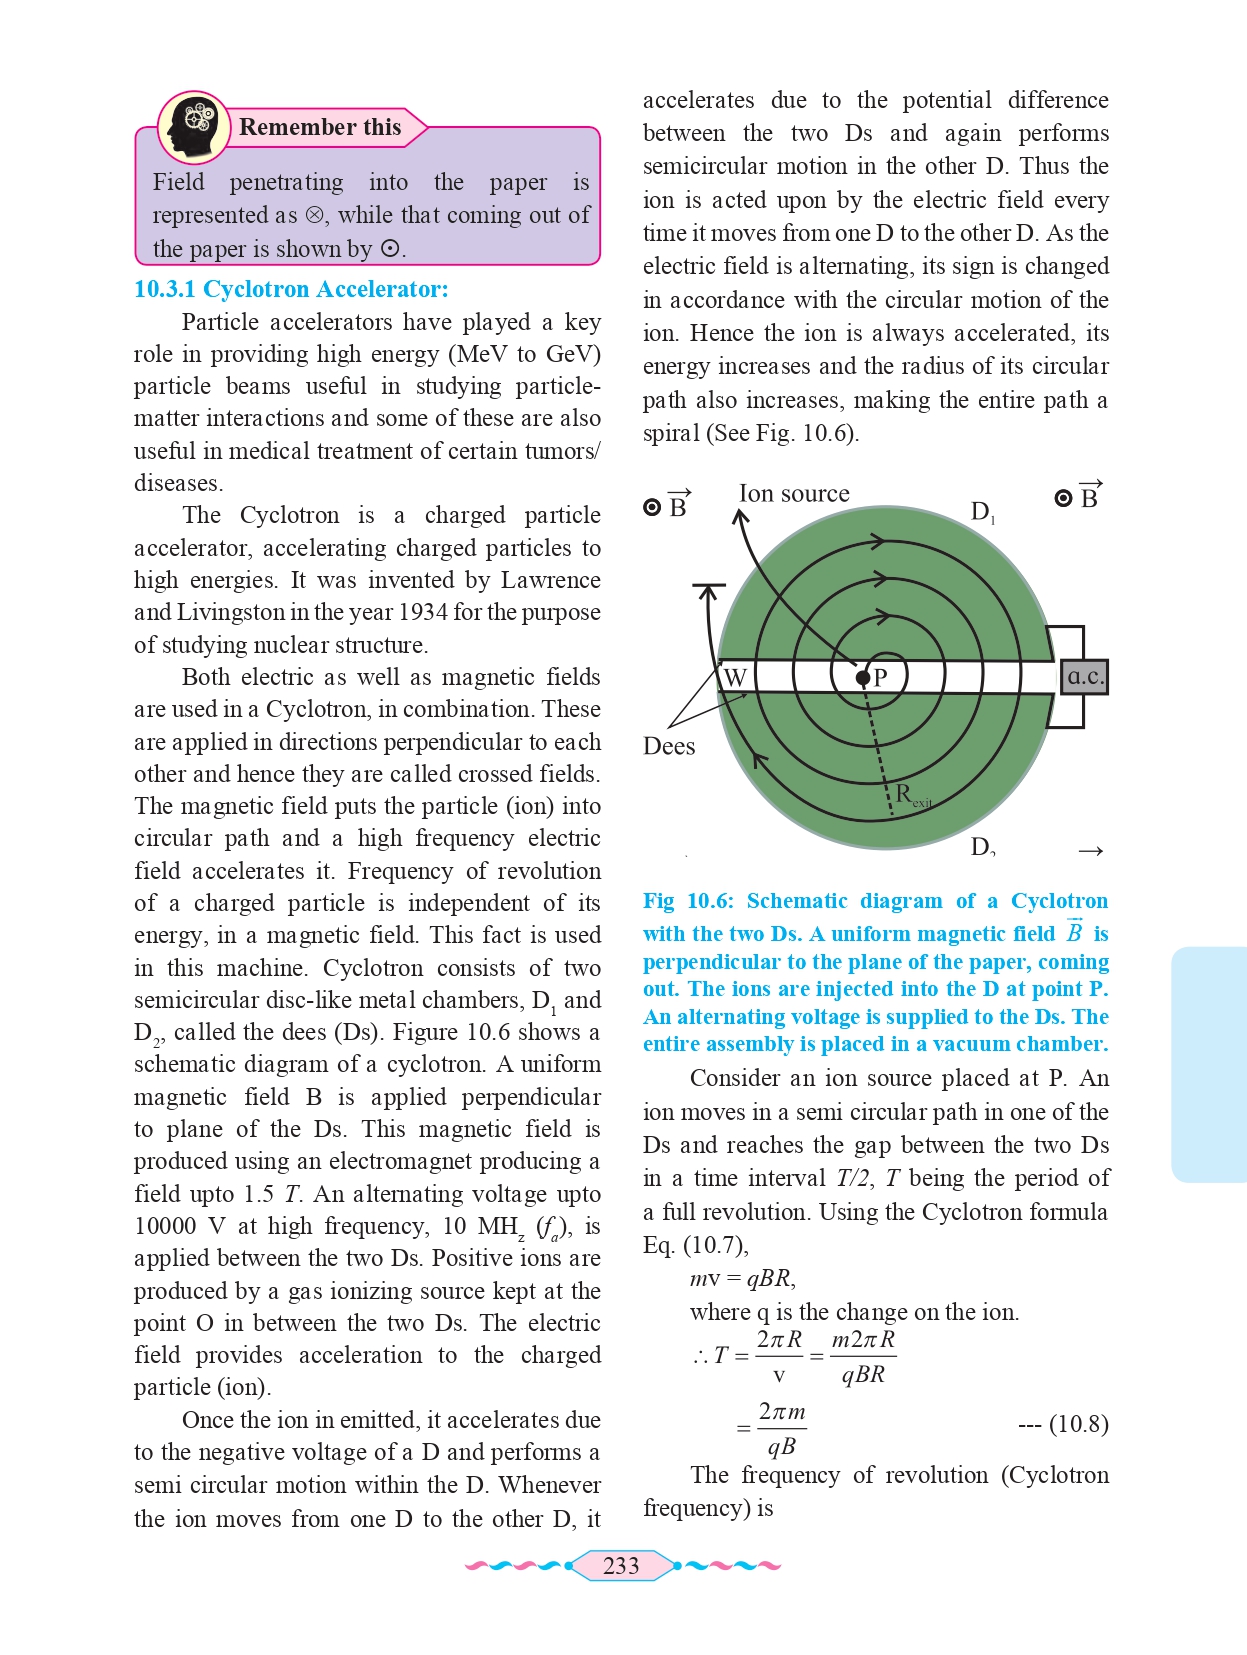 Remember this
Field penetrating into the paper is
represented as ⊗, while that coming out of
the paper is shown by ⊙.
10.3.1 Cyclotron Accelerator:
Particle accelerators have played a key
role in providing high energy (MeV to GeV)
particle beams useful in studying particle-
matter interactions and some of these are also
useful in medical treatment of certain tumors/
diseases.
The Cyclotron is a charged particle
accelerator, accelerating charged particles to
high energies. It was invented by Lawrence
and Livingston in the year 1934 for the purpose
of studying nuclear structure.
Both electric as well as magnetic fields
are used in a Cyclotron, in combination. These
are applied in directions perpendicular to each
other and hence they are called crossed fields.
The magnetic field puts the particle (ion) into
circular path and a high frequency electric
field accelerates it. Frequency of revolution
of a charged particle is independent of its
energy, in a magnetic field. This fact is used
in this machine. Cyclotron consists of two
semicircular disc-like metal chambers, D₁ and
D₂, called the dees (Ds). Figure 10.6 shows a
schematic diagram of a cyclotron. A uniform
magnetic field B is applied perpendicular
to plane of the Ds. This magnetic field is
produced using an electromagnet producing a
field upto 1.5 T. An alternating voltage upto
10000 V at high frequency, 10 MH_z (f_a), is
applied between the two Ds. Positive ions are
produced by a gas ionizing source kept at the
point O in between the two Ds. The electric
field provides acceleration to the charged
particle (ion).
Once the ion in emitted, it accelerates due
to the negative voltage of a D and performs a
semi circular motion within the D. Whenever
the ion moves from one D to the other D, it
accelerates due to the potential difference
between the two Ds and again performs
semicircular motion in the other D. Thus the
ion is acted upon by the electric field every
time it moves from one D to the other D. As the
electric field is alternating, its sign is changed
in accordance with the circular motion of the
ion. Hence the ion is always accelerated, its
energy increases and the radius of its circular
path also increases, making the entire path a
spiral (See Fig. 10.6).
B⃗
Ion source
D₁
B⃗
W
P
a.c.
Dees
R_exit
D₂
Fig 10.6: Schematic diagram of a Cyclotron
with the two Ds. A uniform magnetic field B⃗ is
perpendicular to the plane of the paper, coming
out. The ions are injected into the D at point P.
An alternating voltage is supplied to the Ds. The
entire assembly is placed in a vacuum chamber.
Consider an ion source placed at P. An
ion moves in a semi circular path in one of the
Ds and reaches the gap between the two Ds
in a time interval T/2, T being the period of
a full revolution. Using the Cyclotron formula
Eq. (10.7),
mv = qBR,
where q is the change on the ion.
∴ T = 2πR/v = m2πR/qBR
= 2πm/qB --- (10.8)
The frequency of revolution (Cyclotron
frequency) is
233